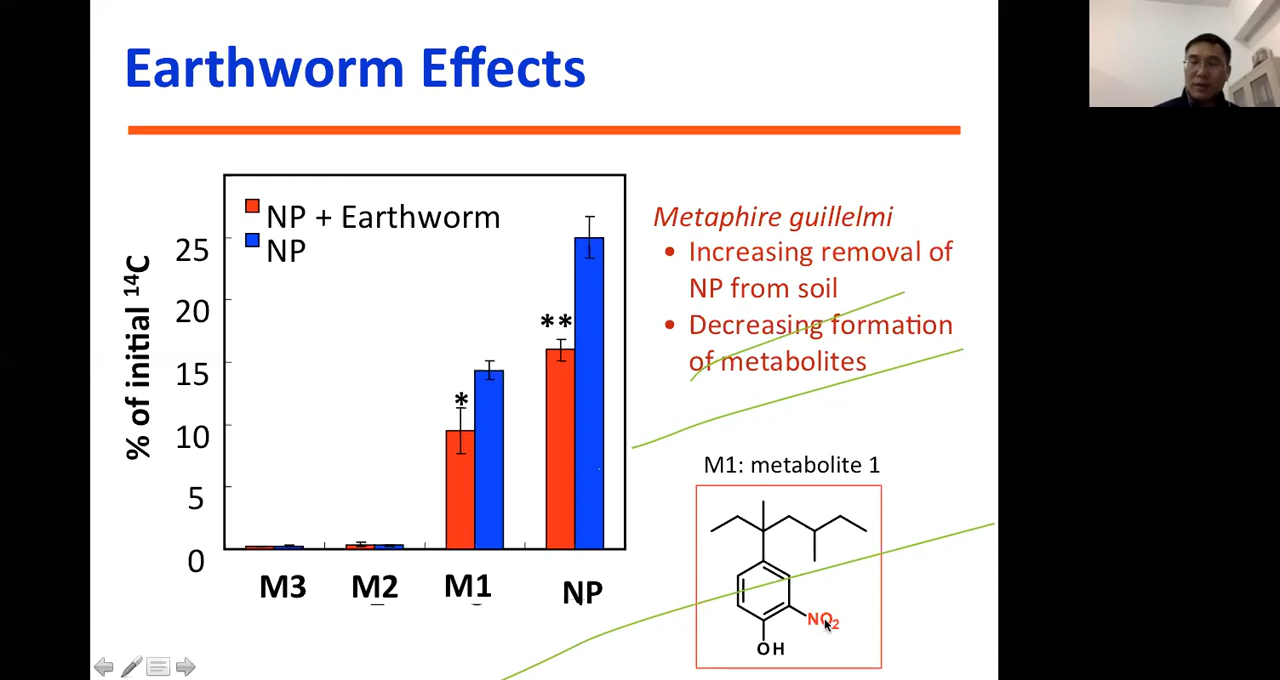 Earthworm Effects
NP + Earthworm
NP
% of initial ¹⁴C
25
20
15
10
5
0
**
*
M3
M2
M1
NP
Metaphire guillelmi
• Increasing removal of
NP from soil
• Decreasing formation
of metabolites
M1: metabolite 1
NO₂
OH